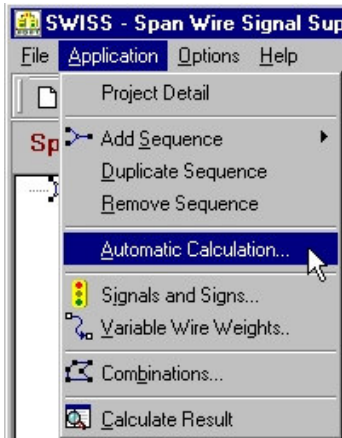 SWISS - Span Wire Signal Sup
File Application Options Help
Project Detail
Sp
Add Sequence
Duplicate Sequence
Remove Sequence
Automatic Calculation...
Signals and Signs...
Variable Wire Weights..
Combinations...
Calculate Result